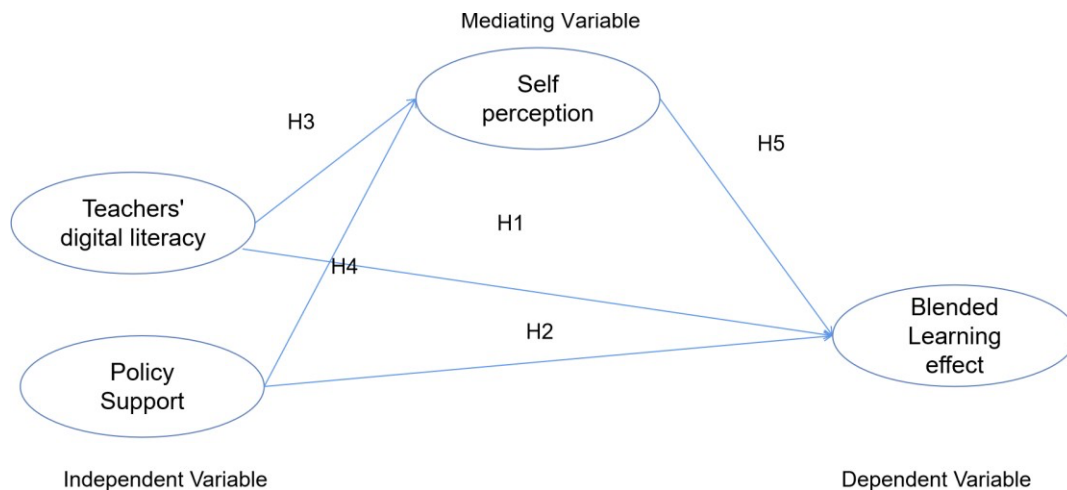 Mediating Variable
Self
perception
H3
H5
Teachers'
digital literacy
H1
H4
H2
Blended
Learning
effect
Policy
Support
Independent Variable
Dependent Variable